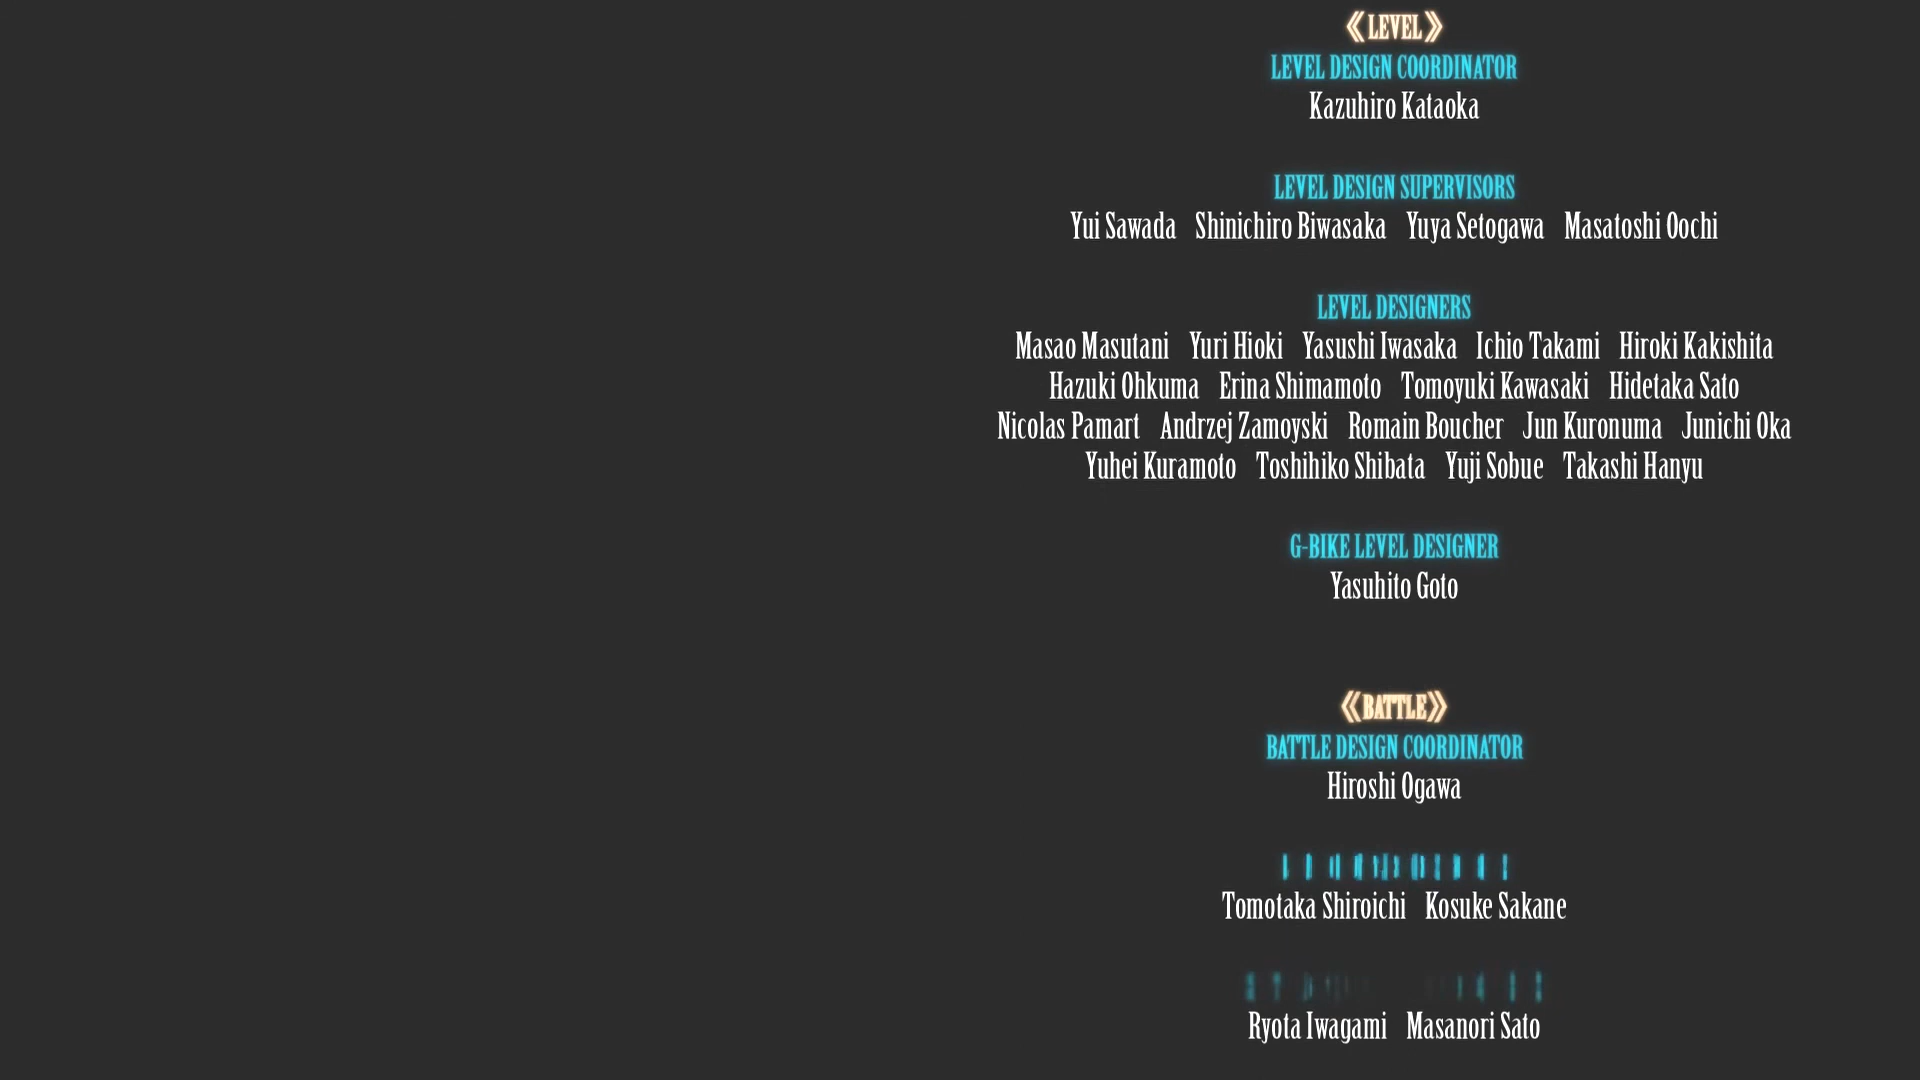 《LEVEL》
LEVEL DESIGN COORDINATOR
Kazuhiro Kataoka
LEVEL DESIGN SUPERVISORS
Yui Sawada Shinichiro Biwasaka Yuya Setogawa Masatoshi Oochi
LEVEL DESIGNERS
Masao Masutani Yuri Hioki Yasushi Iwasaka Ichio Takami Hiroki Kakishita
Hazuki Ohkuma Erina Shimamoto Tomoyuki Kawasaki Hidetaka Sato
Nicolas Pamart Andrzej Zamoyski Romain Boucher Jun Kuronuma Junichi Oka
Yuhei Kuramoto Toshihiko Shibata Yuji Sobue Takashi Hanyu
G-BIKE LEVEL DESIGNER
Yasuhito Goto
《BATTLE》
BATTLE DESIGN COORDINATOR
Hiroshi Ogawa
Tomotaka Shiroichi Kosuke Sakane
Ryota Iwagami Masanori Sato